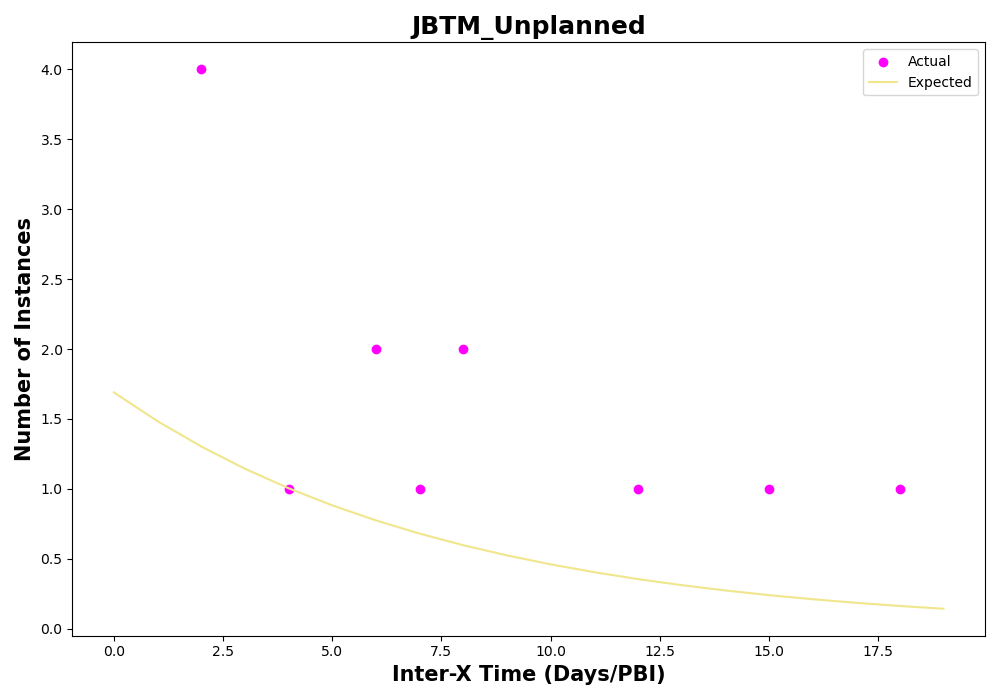 JBTM_Unplanned
Actual
Expected
4.0
3.5
3.0
2.5
2.0
1.5
1.0
0.5
0.0
Number of Instances
0.0 2.5 5.0 7.5 10.0 12.5 15.0 17.5
Inter-X Time (Days/PBI)